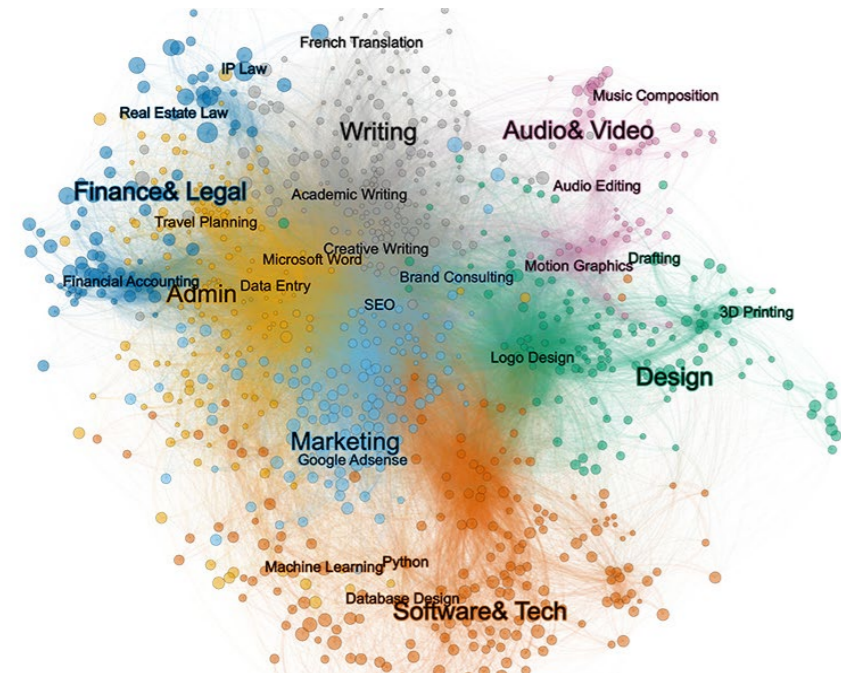 French Translation
IP Law
Music Composition
Real Estate Law
Writing
Audio& Video
Finance& Legal
Academic Writing
Audio Editing
Travel Planning
Creative Writing
Microsoft Word
Drafting
Motion Graphics
Brand Consulting
Financial Accounting
Data Entry
Admin
SEO
3D Printing
Logo Design
Design
Marketing
Google Adsense
Machine Learning
Python
Database Design
Software& Tech